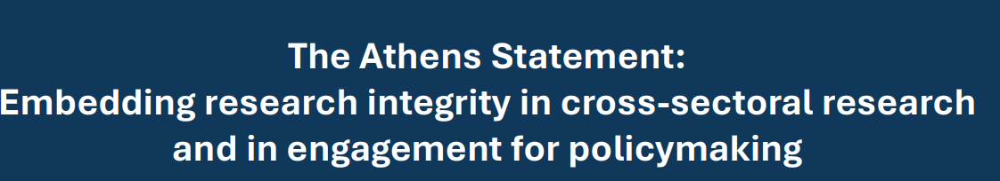 The Athens Statement:
Embedding research integrity in cross-sectoral research
and in engagement for policymaking